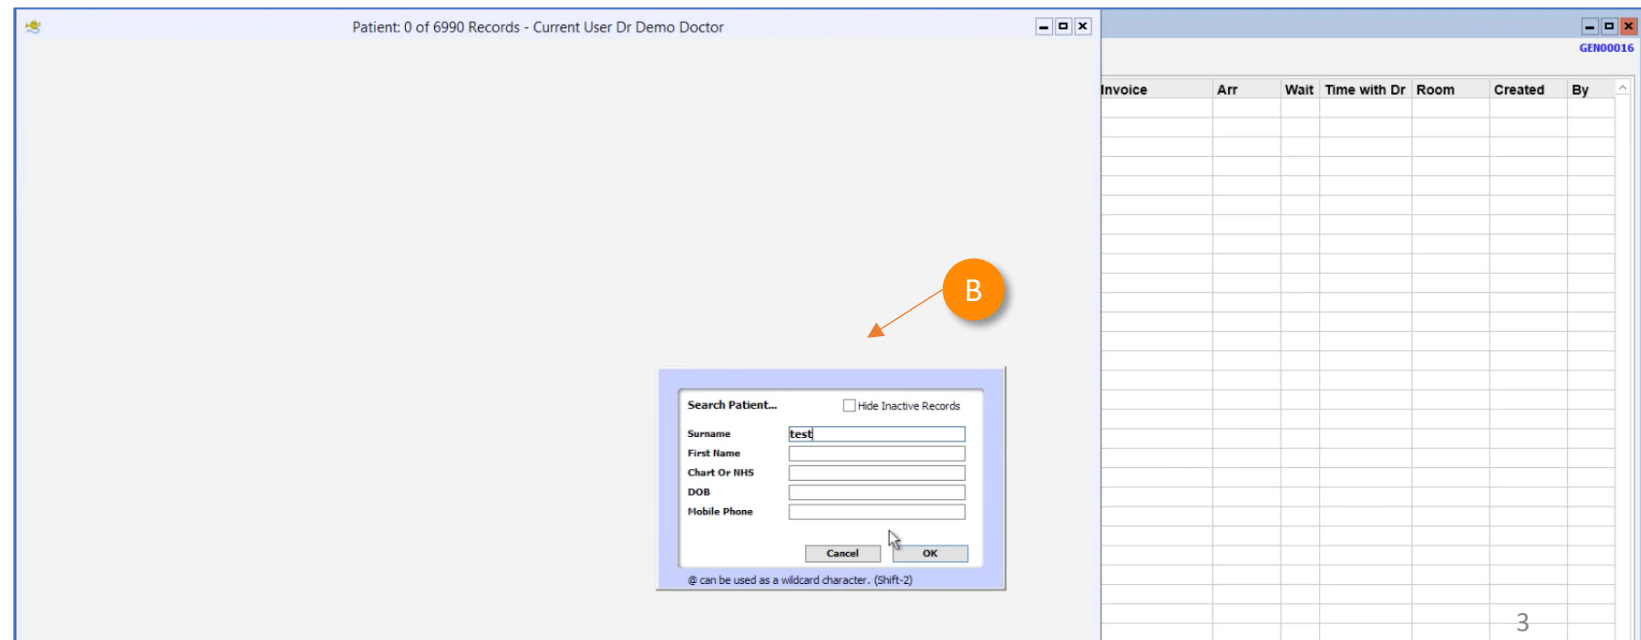 Patient: 0 of 6990 Records - Current User Dr Demo Doctor
GEN00016
Invoice Arr Wait Time with Dr Room Created By
B
Search Patient... Hide Inactive Records
Surname test
First Name
Chart Or NHS
DOB
Mobile Phone
Cancel OK
@ can be used as a wildcard character. (Shift-2)
3